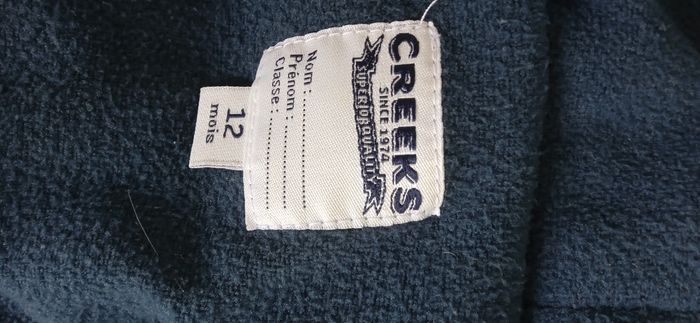 CREEKS
SINCE 1974
SUPERIOR QUALITY
Nom :
Prénom :
Classe :
12
mois